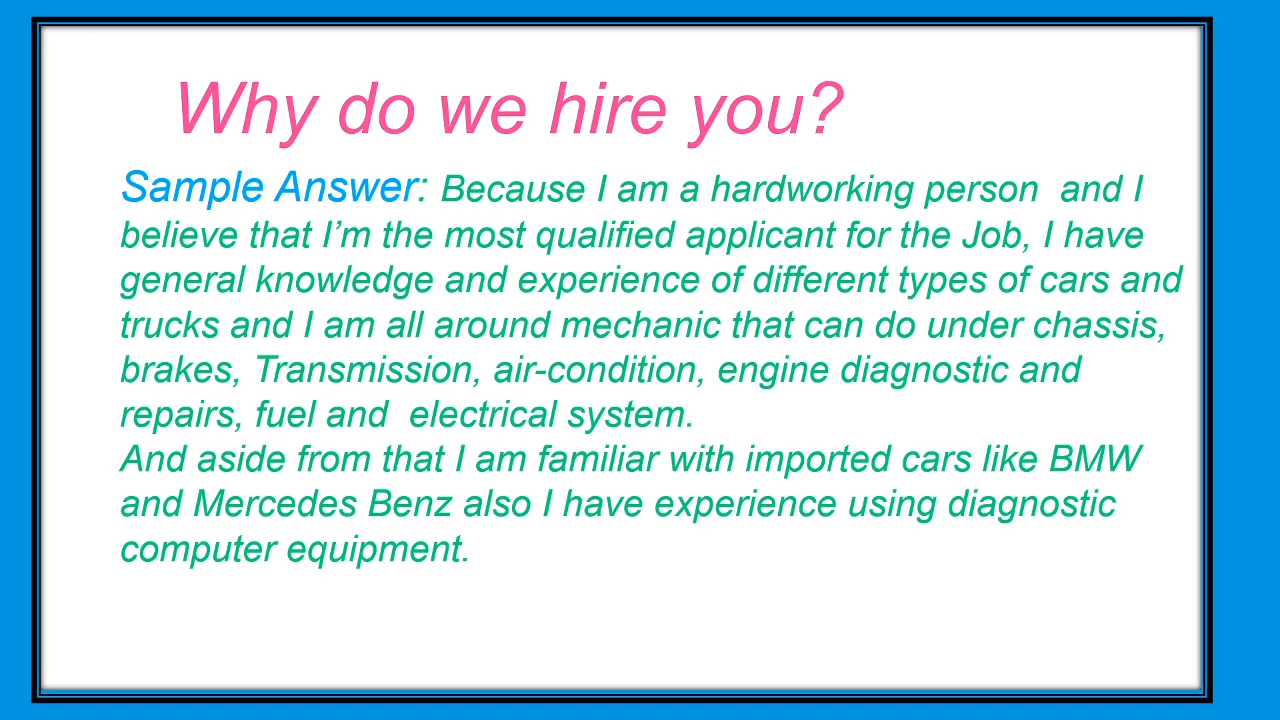 Why do we hire you?
Sample Answer: Because I am a hardworking person  and I
believe that I’m the most qualified applicant for the Job, I have
general knowledge and experience of different types of cars and
trucks and I am all around mechanic that can do under chassis,
brakes, Transmission, air-condition, engine diagnostic and
repairs, fuel and  electrical system.
And aside from that I am familiar with imported cars like BMW
and Mercedes Benz also I have experience using diagnostic
computer equipment.